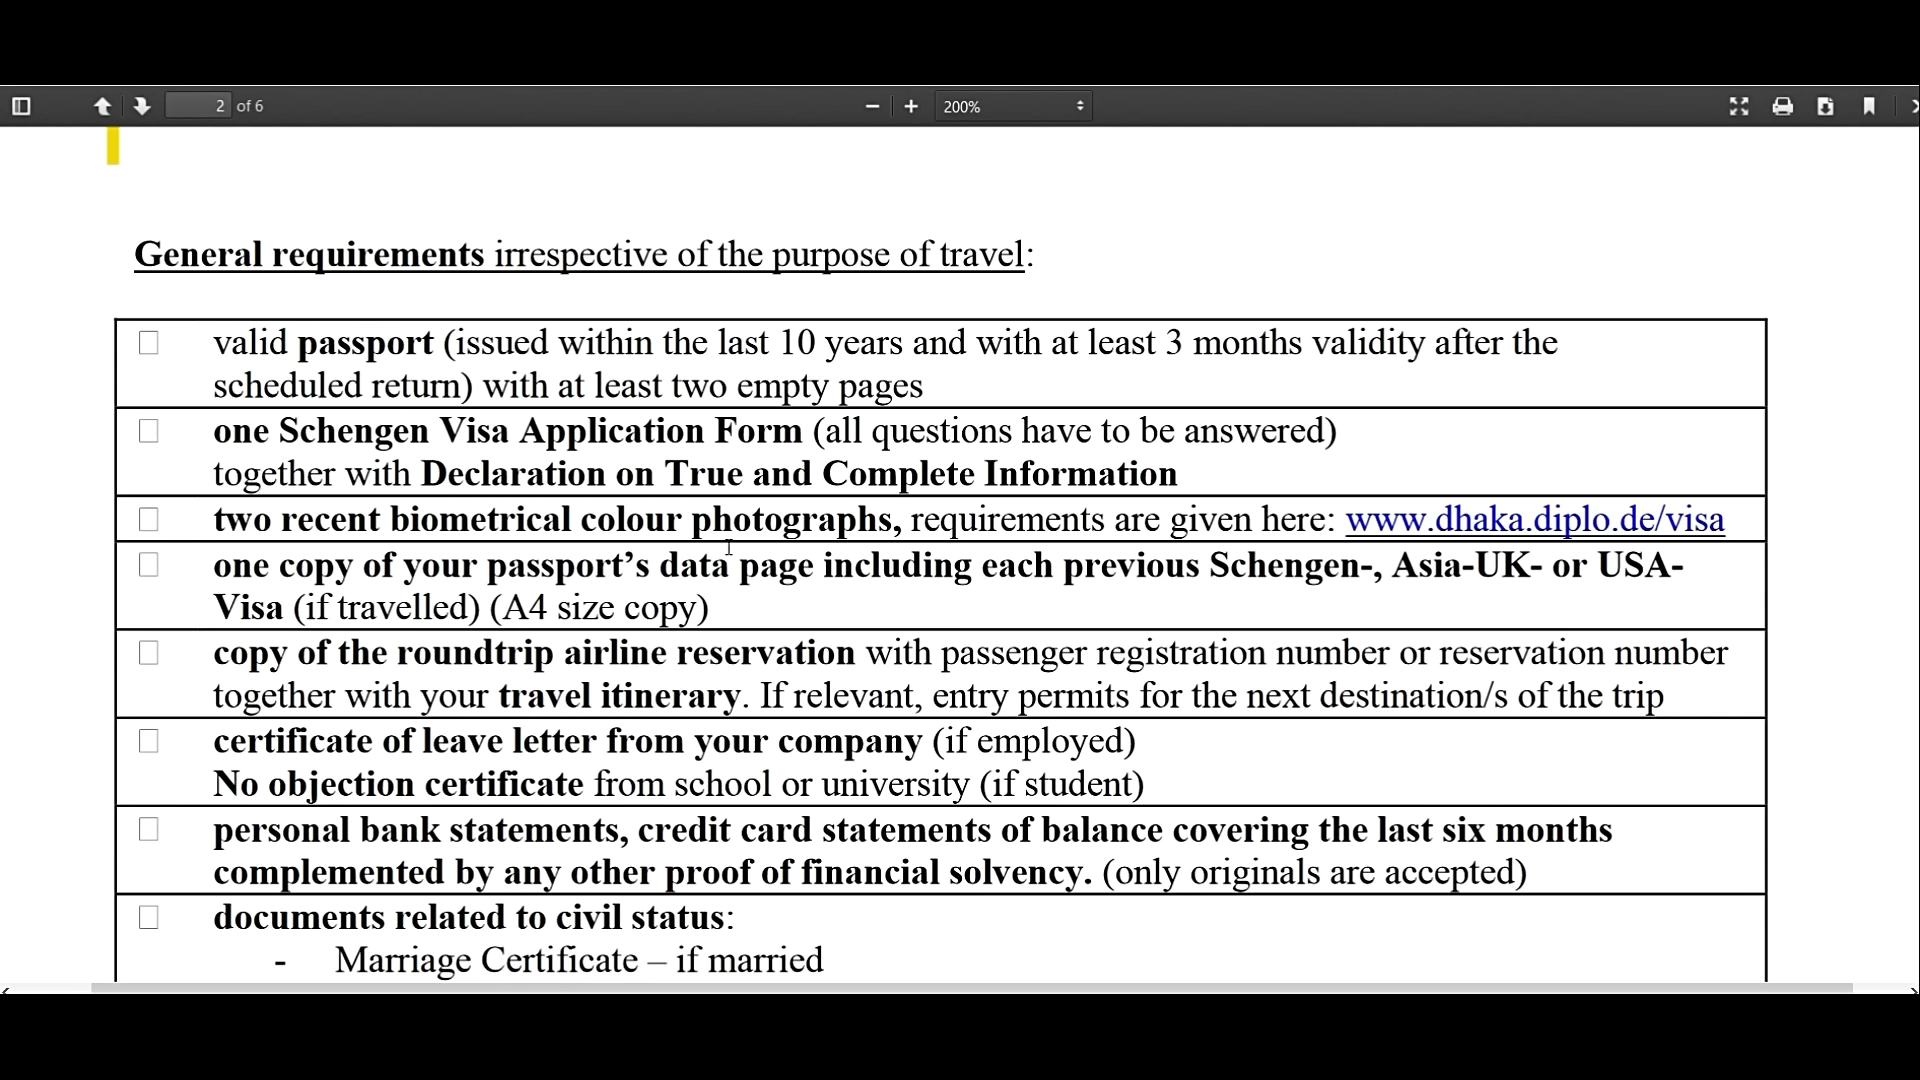 2 of 6
200%
General requirements irrespective of the purpose of travel:
valid passport (issued within the last 10 years and with at least 3 months validity after the
scheduled return) with at least two empty pages
one Schengen Visa Application Form (all questions have to be answered)
together with Declaration on True and Complete Information
two recent biometrical colour photographs, requirements are given here: www.dhaka.diplo.de/visa
one copy of your passport’s data page including each previous Schengen-, Asia-UK- or USA-
Visa (if travelled) (A4 size copy)
copy of the roundtrip airline reservation with passenger registration number or reservation number
together with your travel itinerary. If relevant, entry permits for the next destination/s of the trip
certificate of leave letter from your company (if employed)
No objection certificate from school or university (if student)
personal bank statements, credit card statements of balance covering the last six months
complemented by any other proof of financial solvency. (only originals are accepted)
documents related to civil status:
- Marriage Certificate – if married